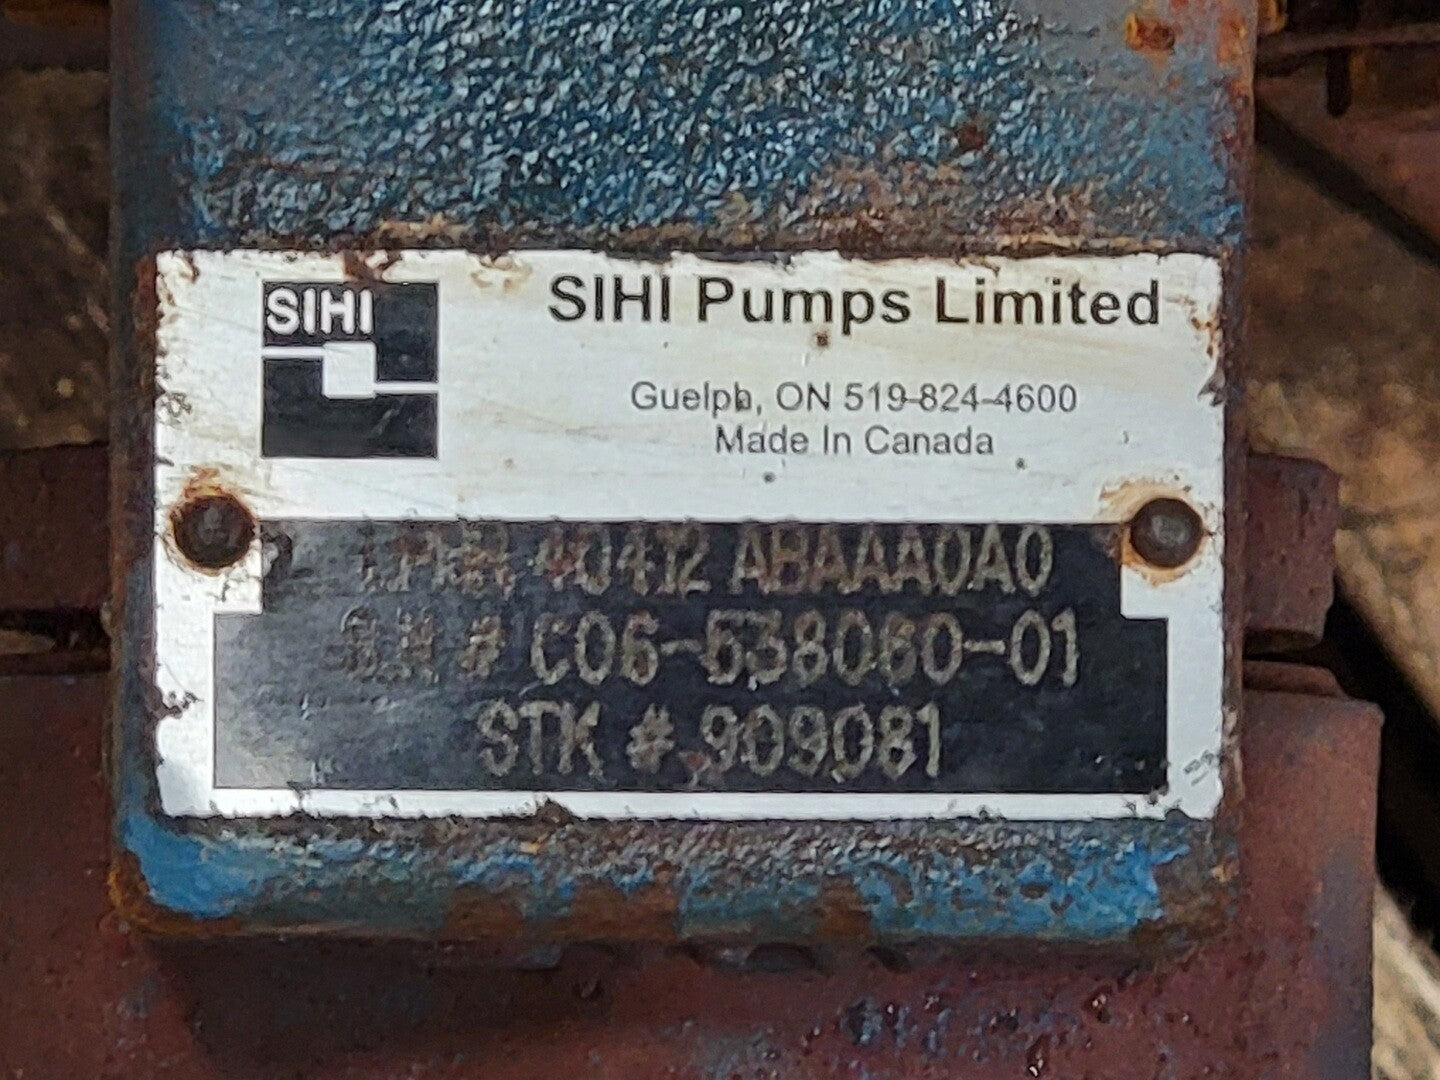 SIHI
SIHI Pumps Limited
Guelph, ON 519-824-4600
Made In Canada
40412 ABAAA0A0
# C06-538060-01
STK # 909081